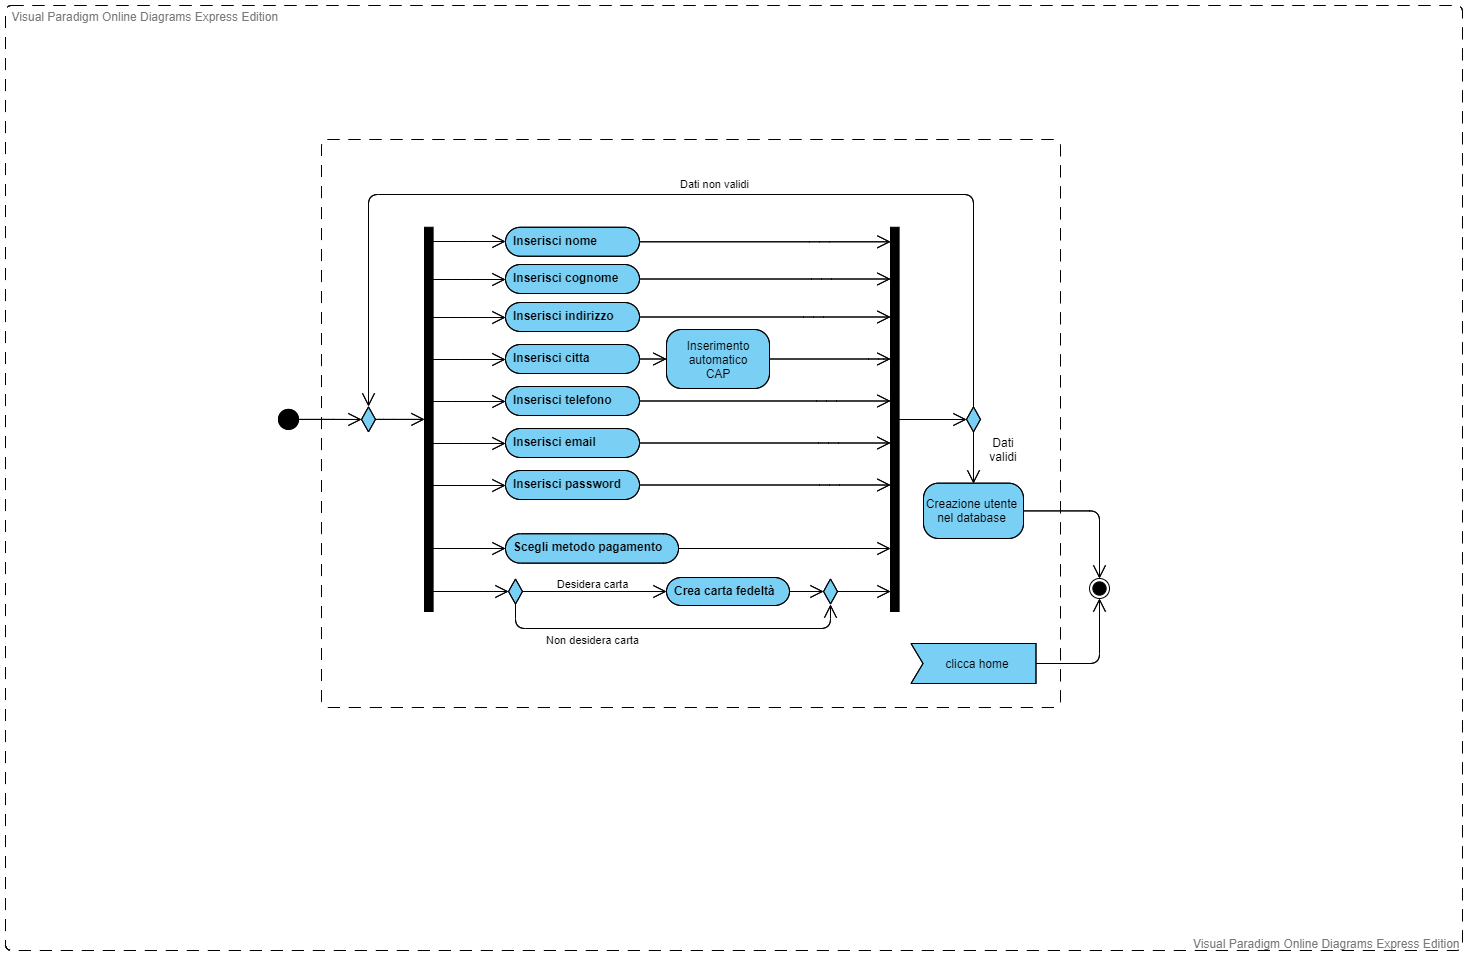 Visual Paradigm Online Diagrams Express Edition
Dati non validi
Inserisci nome
Inserisci cognome
Inserisci indirizzo
Inserisci citta
Inserimento
automatico
CAP
Inserisci telefono
Inserisci email
Inserisci password
Dati
validi
Creazione utente
nel database
Scegli metodo pagamento
Desidera carta
Crea carta fedeltà
Non desidera carta
clicca home
Visual Paradigm Online Diagrams Express Edition